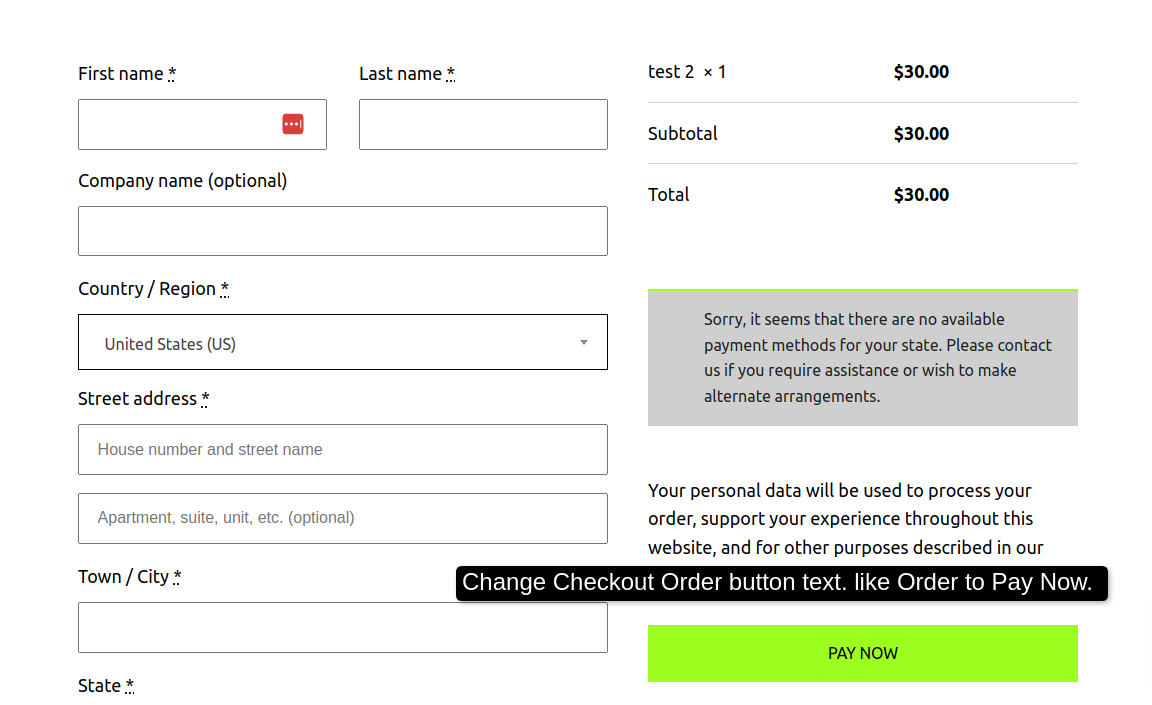 First name *
Last name *
Company name (optional)
Country / Region *
United States (US)
Street address *
House number and street name
Apartment, suite, unit, etc. (optional)
Town / City *
State *
test 2 × 1 $30.00
Subtotal $30.00
Total $30.00
Sorry, it seems that there are no available
payment methods for your state. Please contact
us if you require assistance or wish to make
alternate arrangements.
Your personal data will be used to process your
order, support your experience throughout this
website, and for other purposes described in our
Change Checkout Order button text. like Order to Pay Now.
PAY NOW